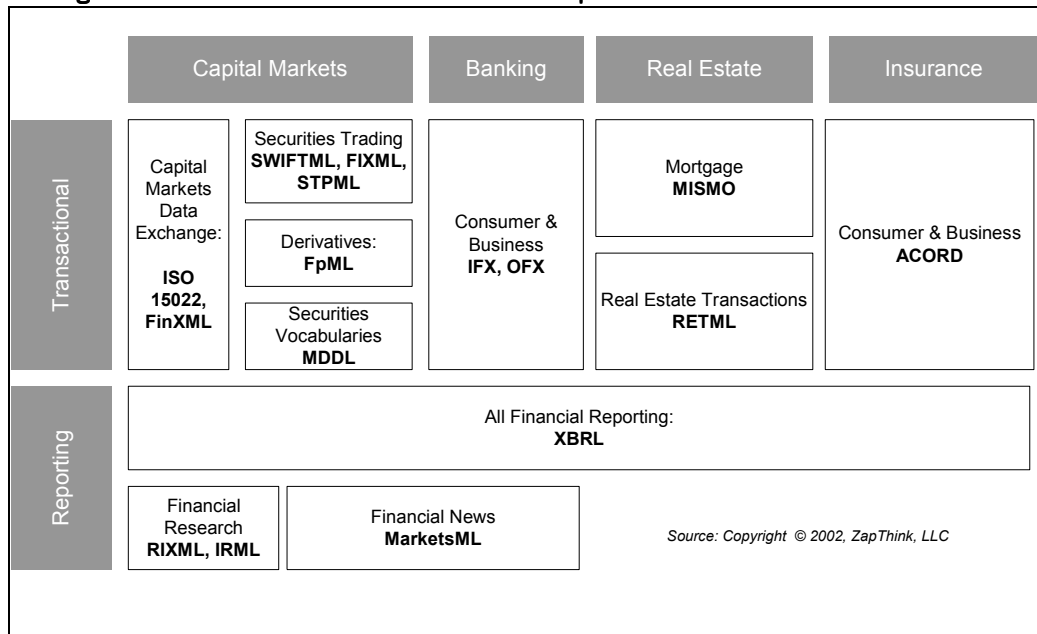 Capital Markets
Banking
Real Estate
Insurance
Transactional
Capital
Markets
Data
Exchange:
ISO
15022,
FinXML
Securities Trading
SWIFTML, FIXML,
STPML
Derivatives:
FpML
Securities
Vocabularies
MDDL
Consumer &
Business
IFX, OFX
Mortgage
MISMO
Real Estate Transactions
RETML
Consumer & Business
ACORD
Reporting
All Financial Reporting:
XBRL
Financial
Research
RIXML, IRML
Financial News
MarketsML
Source: Copyright © 2002, ZapThink, LLC